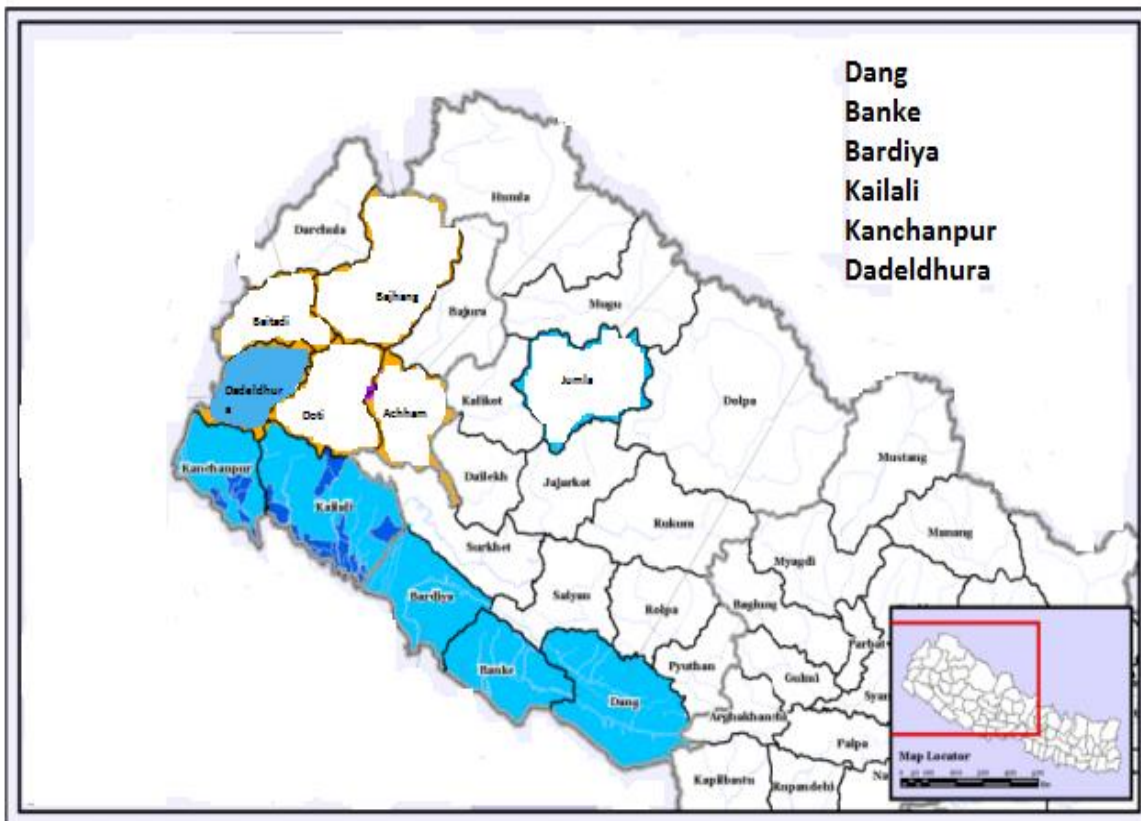 Dang
Banke
Bardiya
Kailali
Kanchanpur
Dadeldhura
Humla
Darchula
Bajhang
Bajura
Mugu
Baitadi
Jumla
Dadeldhur
a
Kalikot
Dolpa
Doti
Achham
Mustang
Kanchanpur
Dailekh
Jajarkot
Kailali
Rukum
Manang
Surkhet
Myagdi
Bardiya
Salyan
Rolpa
Baglung
Parbat
Banke
Pyuthan
Gulmi
Dang
Arghakhanchi
Palpa
Map Locator
Kapilbastu
Rupandehi